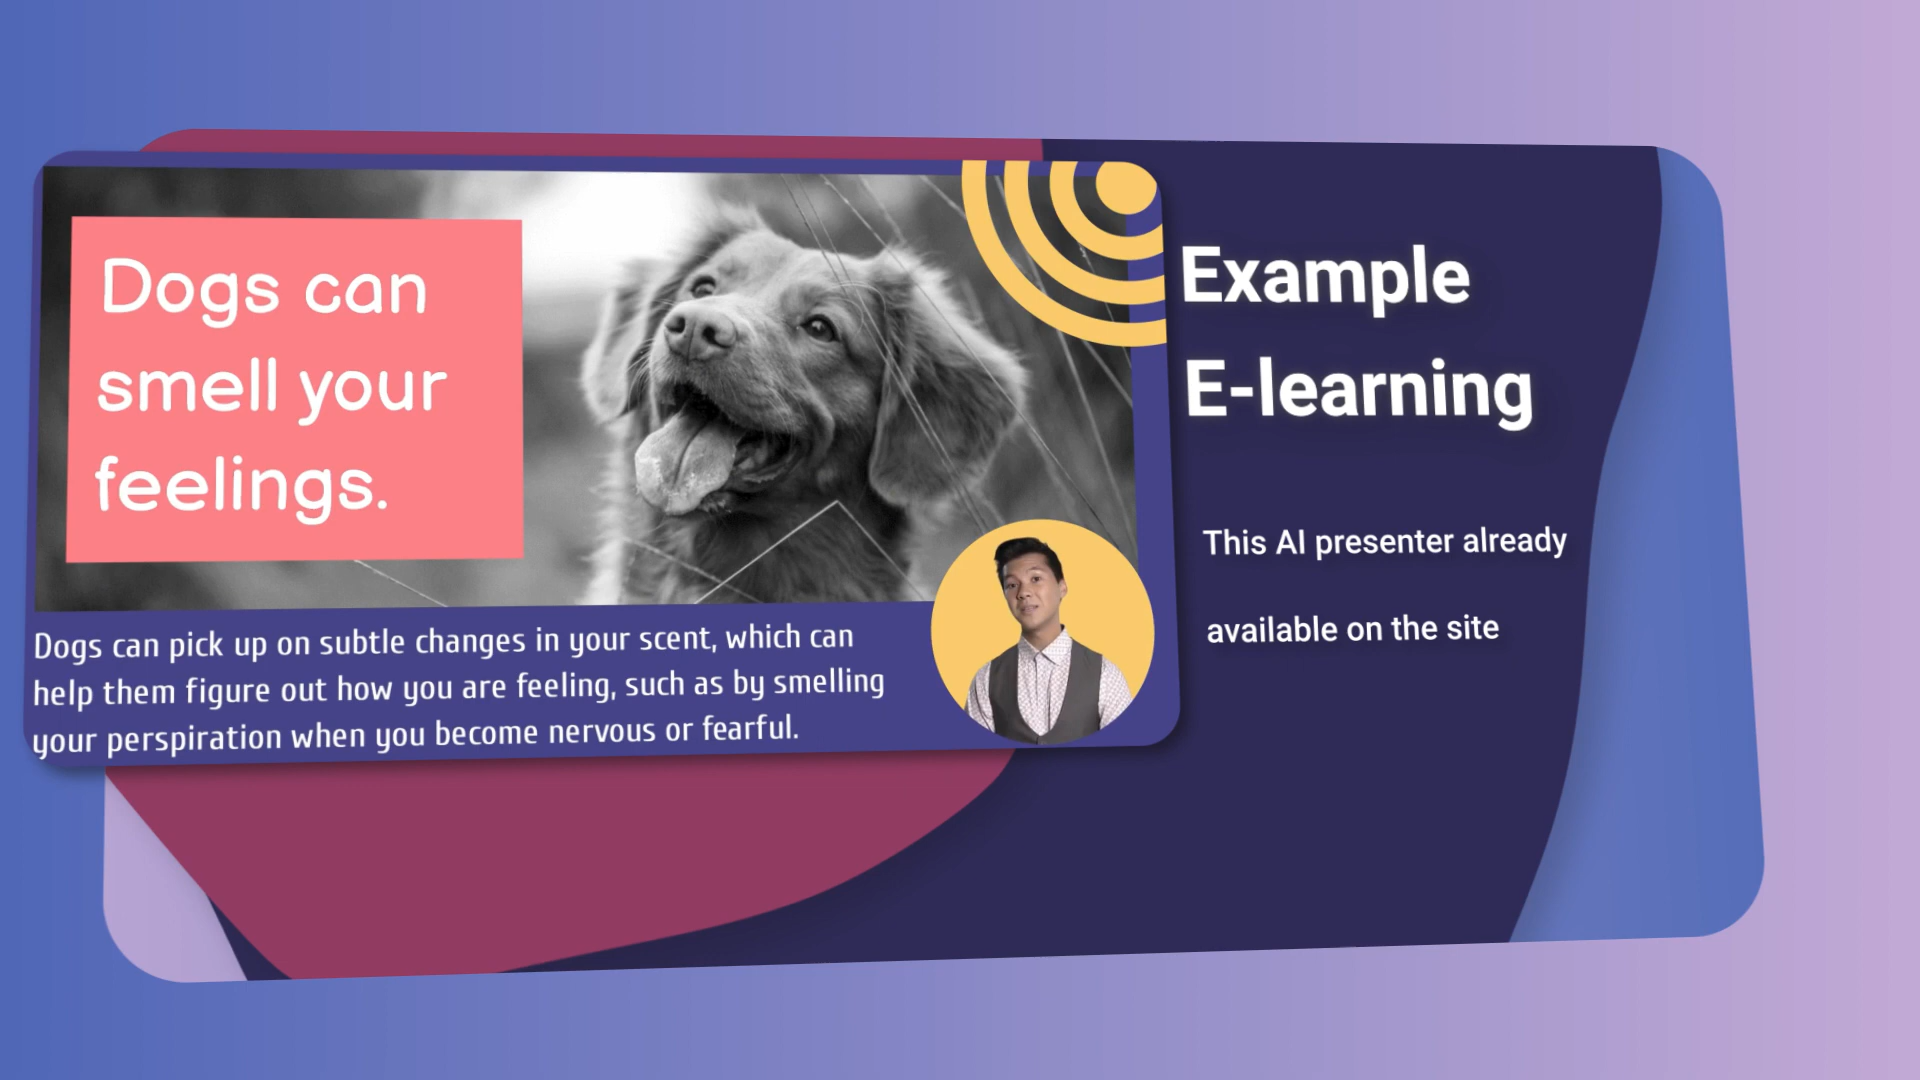 Dogs can
smell your
feelings.
Dogs can pick up on subtle changes in your scent, which can
help them figure out how you are feeling, such as by smelling
your perspiration when you become nervous or fearful.
Example
E-learning
This AI presenter already
available on the site